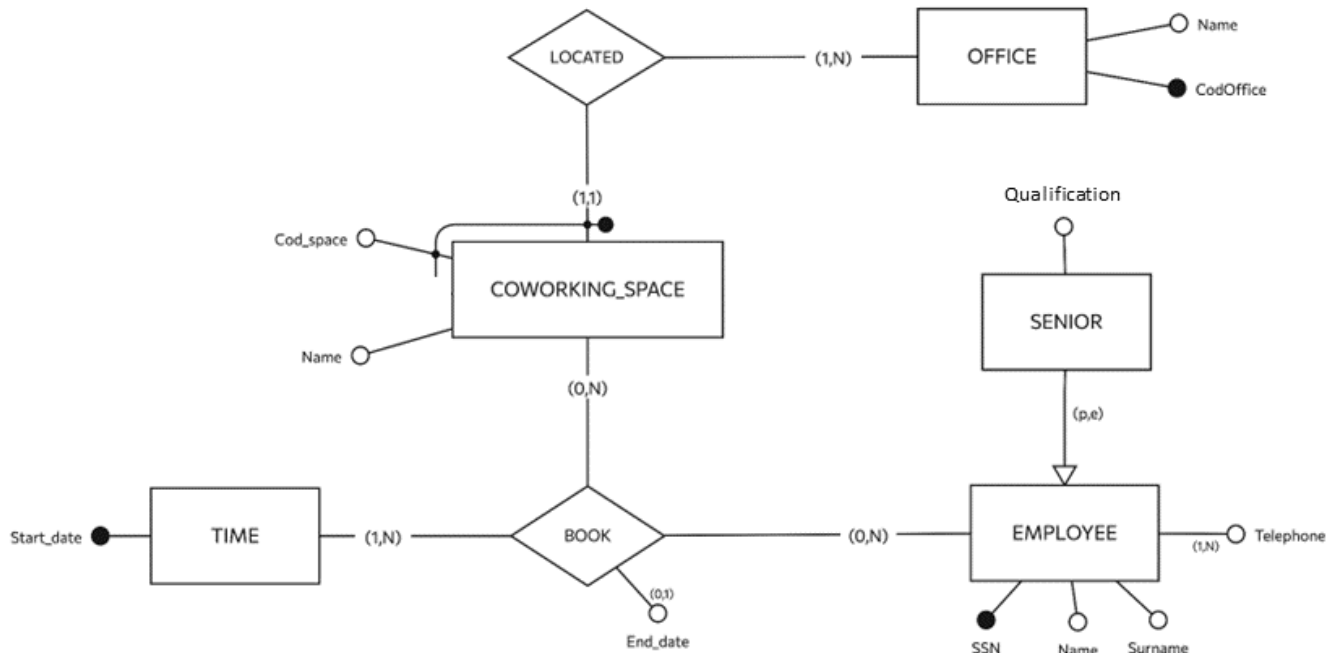 Name
LOCATED
(1,N)
OFFICE
CodOffice
Qualification
(1,1)
Cod_space
COWORKING_SPACE
SENIOR
Name
(0,N)
(p,e)
Start_date
TIME
(1,N)
BOOK
(0,N)
EMPLOYEE
(1,N)
Telephone
(0,1)
End_date
SSN
Name
Surname